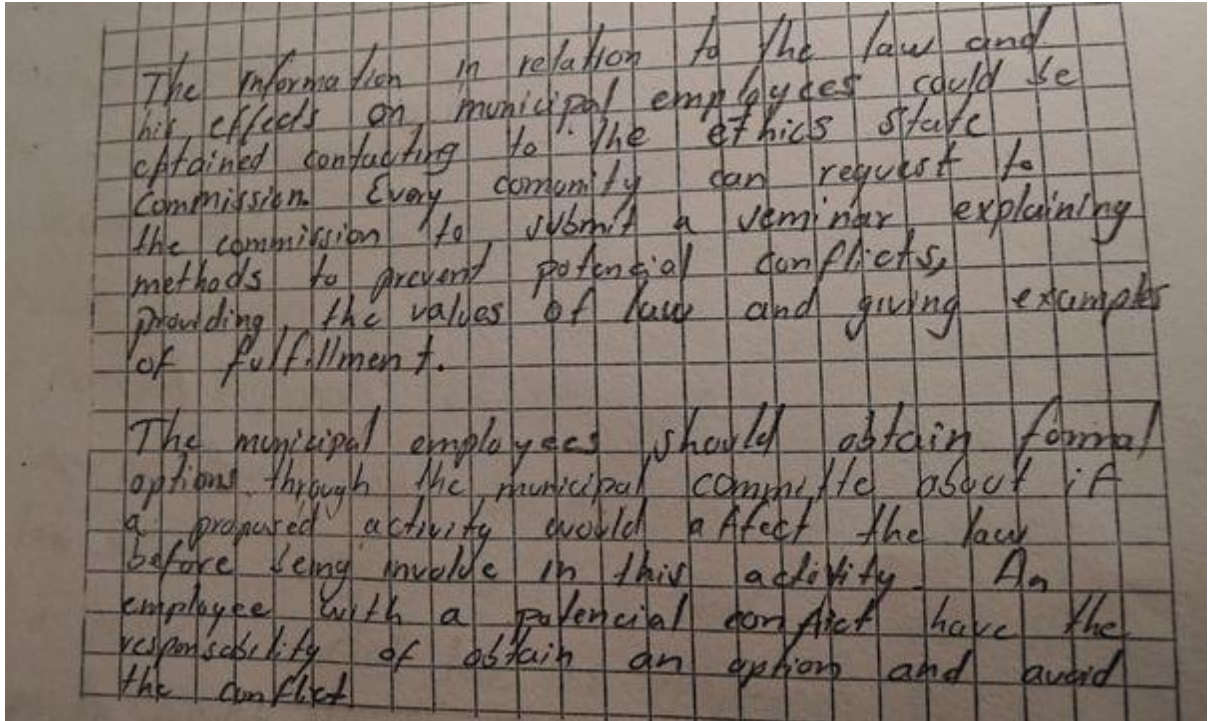 The information in relation to the law and
his effects on municipal employees could be
obtained contacting to the ethics state
commission. Every comunity can request to
the commission to submit a seminar explaining
methods to prevent potencial conflicts,
providing the values of law and giving examples
of fulfillment.
The municipal employees should obtain formal
options through the municipal committe about if
a proposed activity would affect the law
before being involve in this activity. An
employee with a potencial conflict have the
responsability of obtain an option and avoid
the conflict